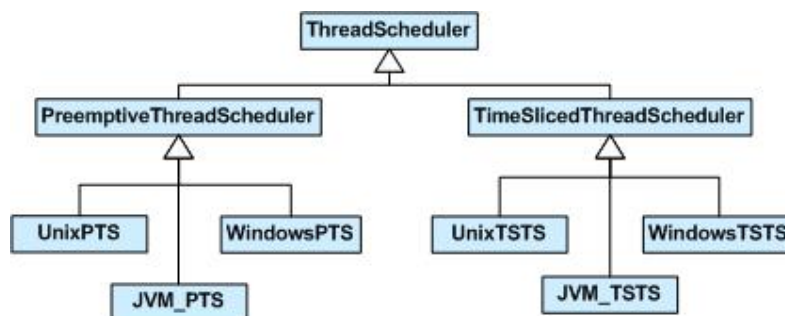 ThreadScheduler
PreemptiveThreadScheduler
TimeSlicedThreadScheduler
UnixPTS
WindowsPTS
UnixTSTS
WindowsTSTS
JVM_PTS
JVM_TSTS